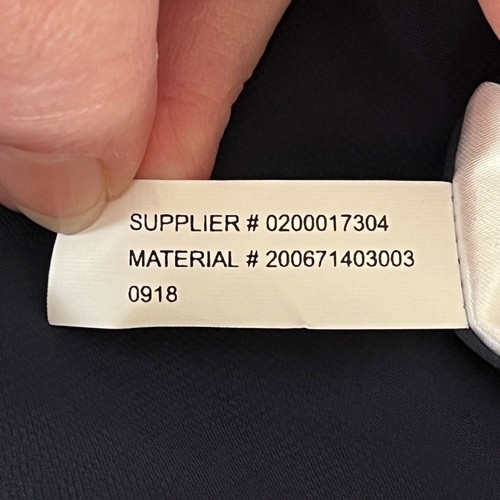 SUPPLIER # 0200017304
MATERIAL # 200671403003
0918